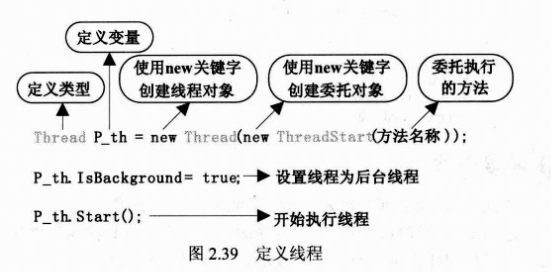 定义变量
定义类型
使用new关键字
创建线程对象
使用new关键字
创建委托对象
委托执行
的方法
Thread P_th = new Thread(new ThreadStart(方法名称));
P_th.IsBackground= true; 设置线程为后台线程
P_th.Start(); 开始执行线程
图 2.39 定义线程